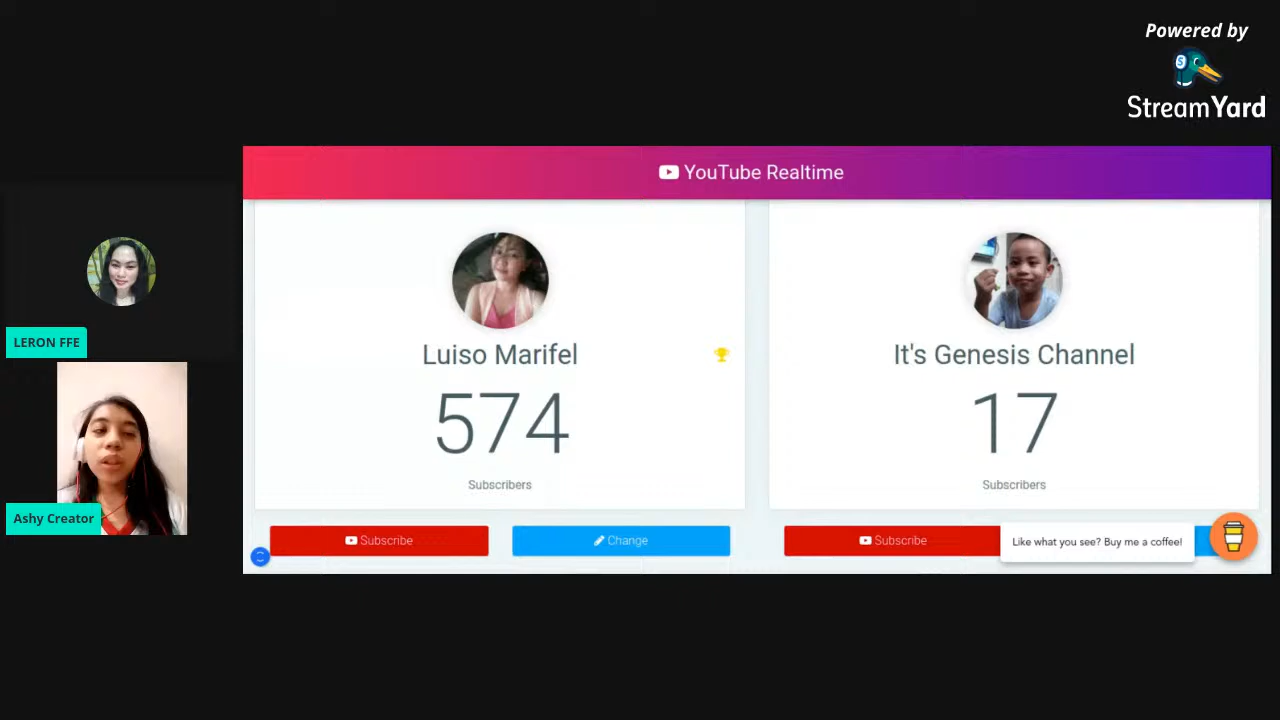 Powered by
StreamYard
YouTube Realtime
LERON FFE
Ashy Creator
Luiso Marifel
574
Subscribers
Subscribe
Change
It's Genesis Channel
17
Subscribers
Subscribe
Like what you see? Buy me a coffee!